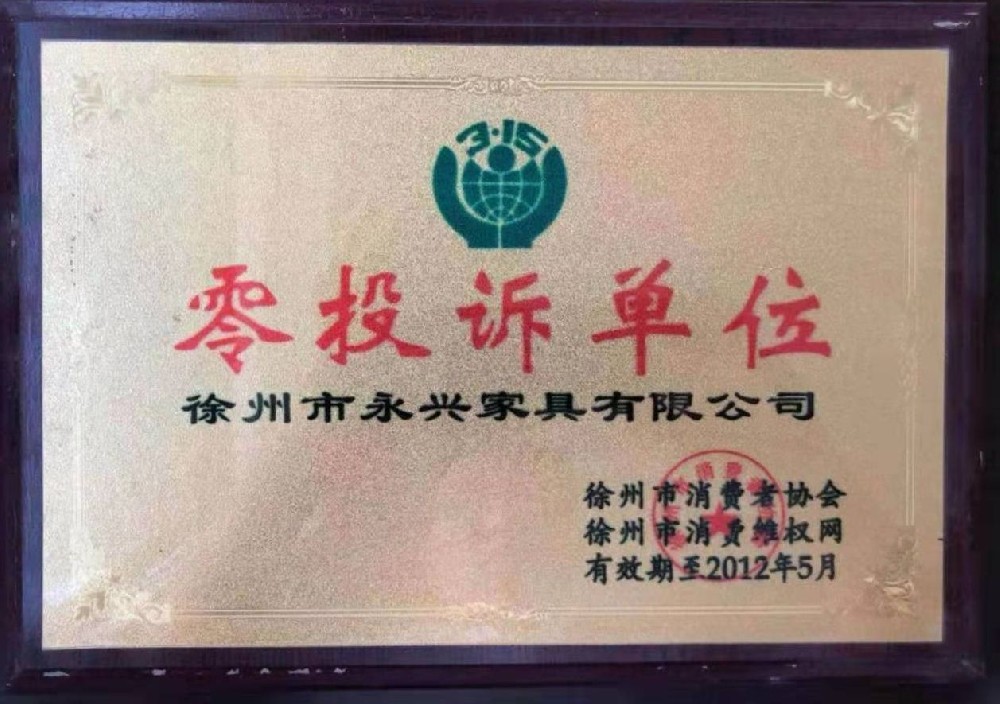 3·15
零投诉单位
徐州市永兴家具有限公司
徐州市消费者协会
徐州市消费维权网
有效期至2012年5月